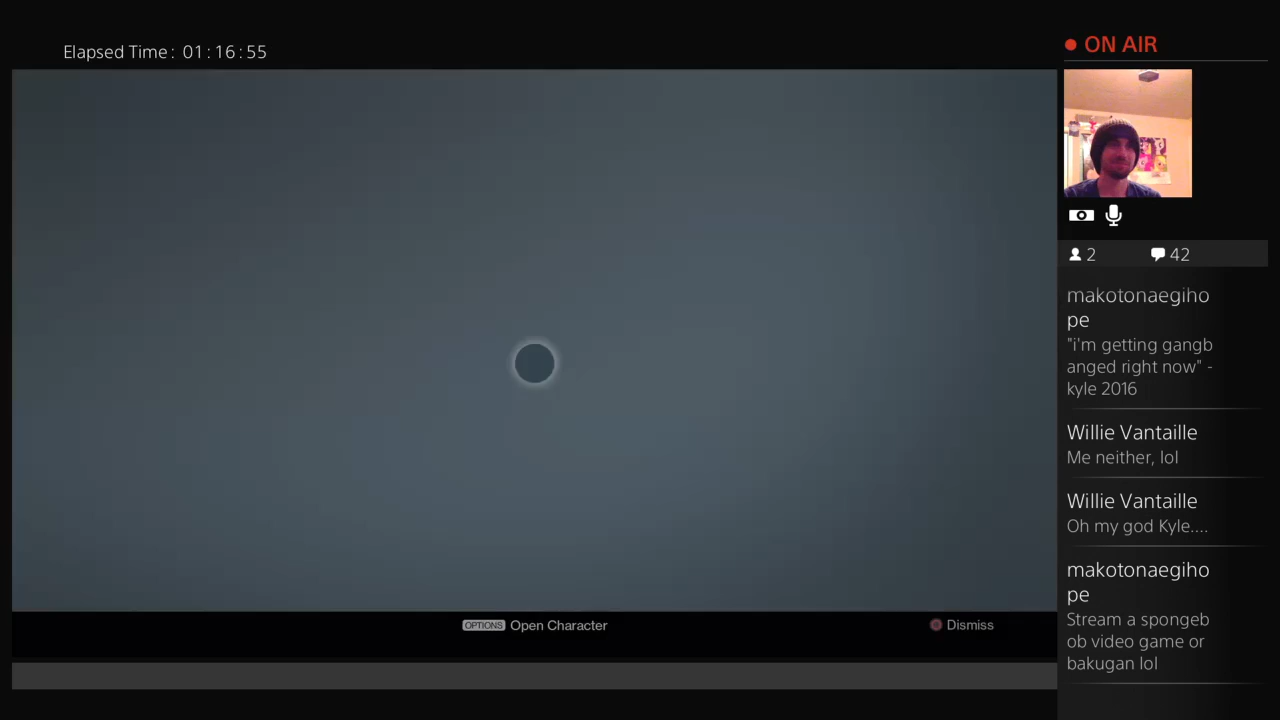 Elapsed Time: 01:16:55
ON AIR
2
42
makotonaegiho
pe
"i'm getting gangb
anged right now" -
kyle 2016
Willie Vantaille
Me neither, lol
Willie Vantaille
Oh my god Kyle....
makotonaegiho
pe
Stream a spongeb
ob video game or
bakugan lol
OPTIONS Open Character
Dismiss